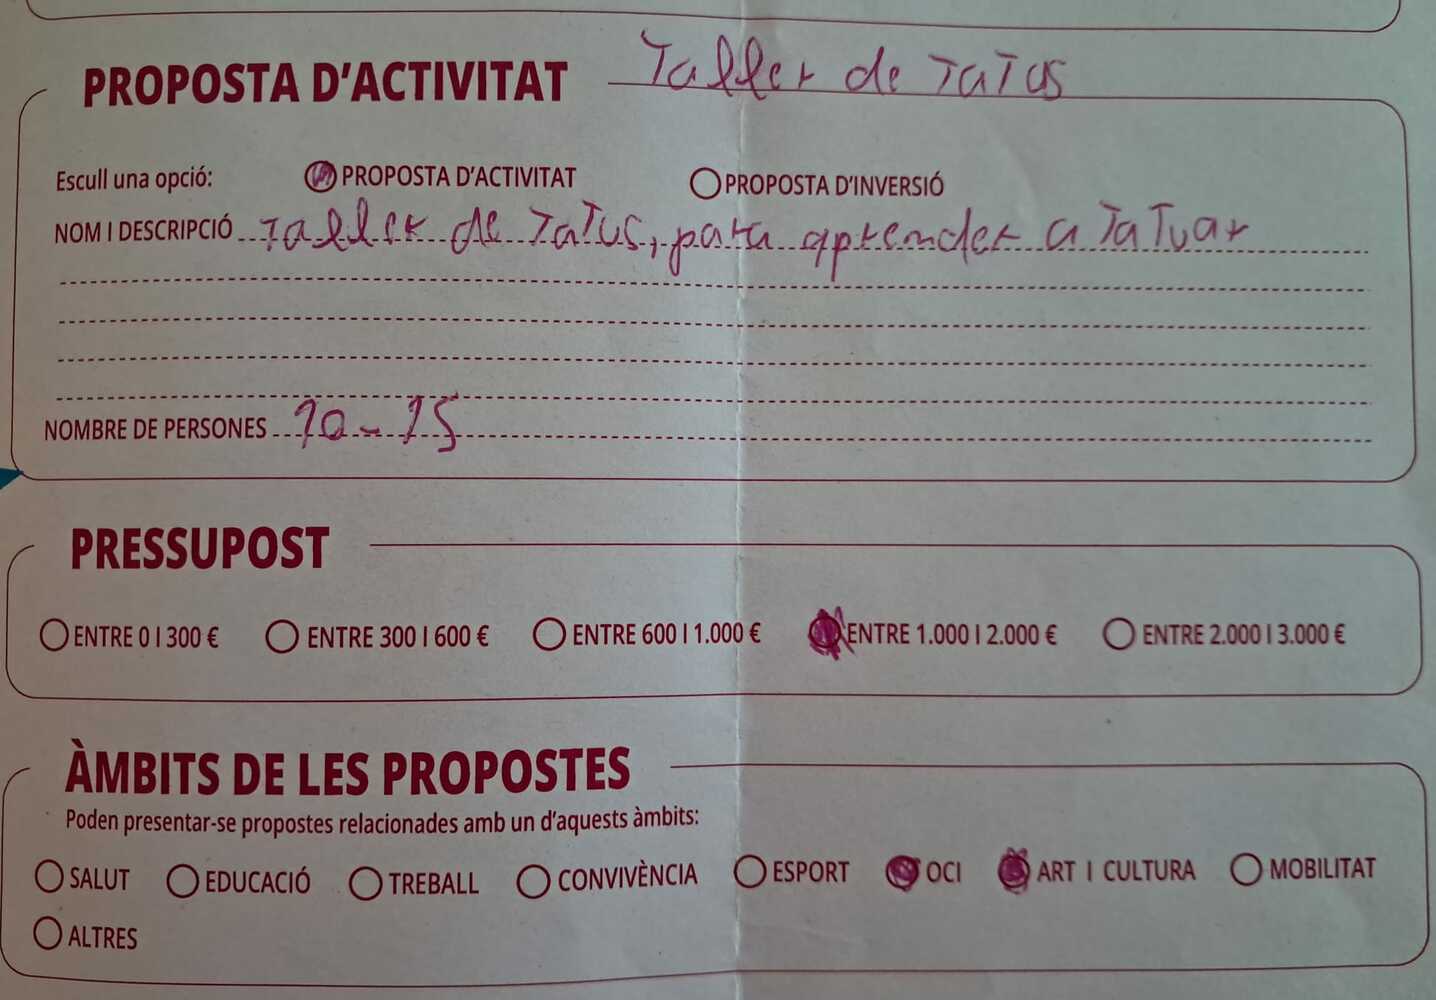 PROPOSTA D'ACTIVITAT Taller de TaTus
Escull una opció: PROPOSTA D'ACTIVITAT PROPOSTA D'INVERSIÓ
NOM I DESCRIPCIÓ Taller de TaTus, para aprender a TaTuar
NOMBRE DE PERSONES 10-15
PRESSUPOST
ENTRE 0 I 300 € ENTRE 300 I 600 € ENTRE 600 I 1.000 € ENTRE 1.000 I 2.000 € ENTRE 2.000 I 3.000 €
ÀMBITS DE LES PROPOSTES
Poden presentar-se propostes relacionades amb un d'aquests àmbits:
SALUT EDUCACIÓ TREBALL CONVIVÈNCIA ESPORT OCI ART I CULTURA MOBILITAT
ALTRES